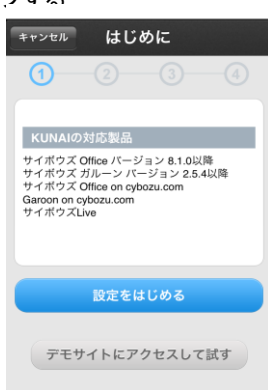 キャンセル はじめに
1 2 3 4
KUNAIの対応製品
サイボウズ Office バージョン 8.1.0以降
サイボウズ ガルーン バージョン 2.5.4以降
サイボウズ Office on cybozu.com
Garoon on cybozu.com
サイボウズLive
設定をはじめる
デモサイトにアクセスして試す